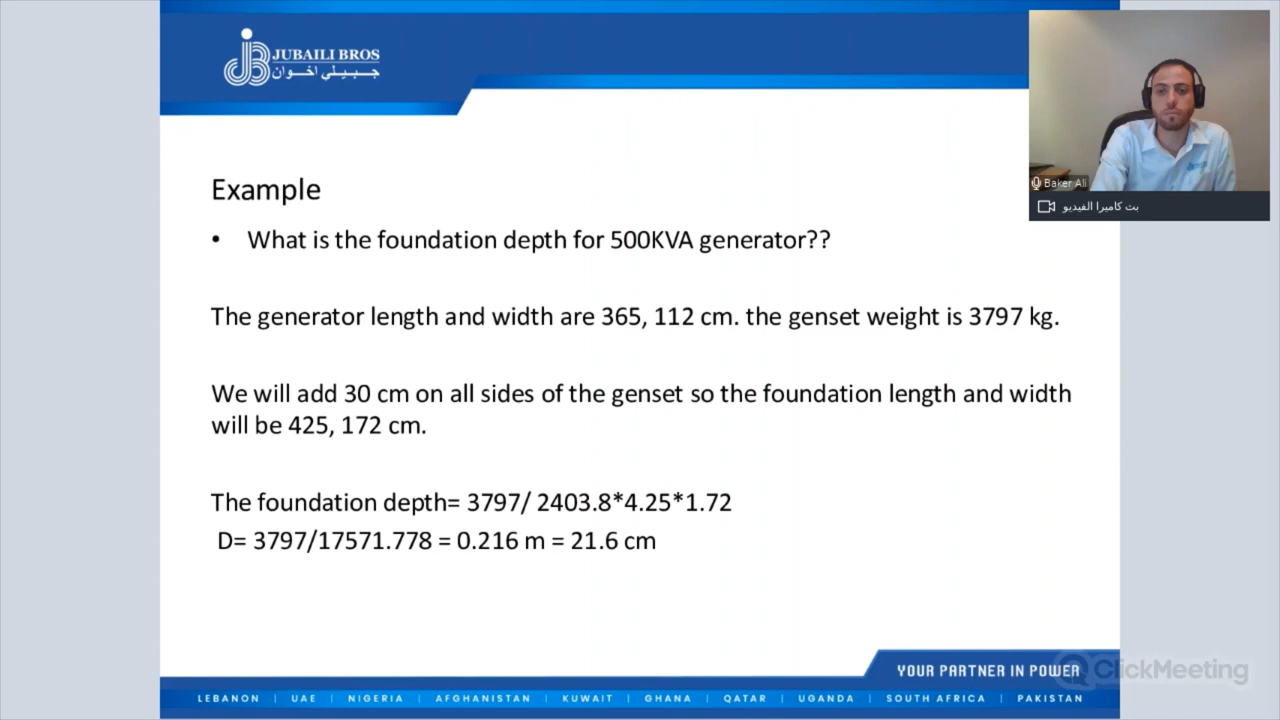 JUBAILI BROS
جبيلي اخوان
Baker Ali
بث كاميرا الفيديو
Example
• What is the foundation depth for 500KVA generator??
The generator length and width are 365, 112 cm. the genset weight is 3797 kg.
We will add 30 cm on all sides of the genset so the foundation length and width
will be 425, 172 cm.
The foundation depth= 3797/ 2403.8*4.25*1.72
D= 3797/17571.778 = 0.216 m = 21.6 cm
YOUR PARTNER IN POWER
ClickMeeting
LEBANON | UAE | NIGERIA | AFGHANISTAN | KUWAIT | GHANA | QATAR | UGANDA | SOUTH AFRICA | PAKISTAN